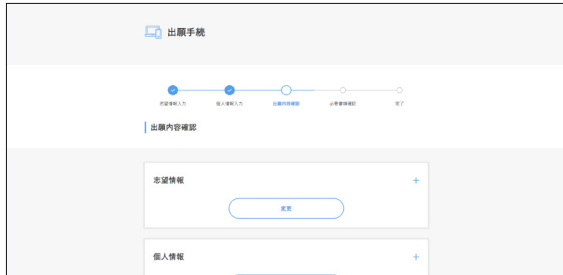 出願手続
志望情報入力 個人情報入力 出願内容確認 必要書類確認 完了
出願内容確認
志望情報
変更
個人情報